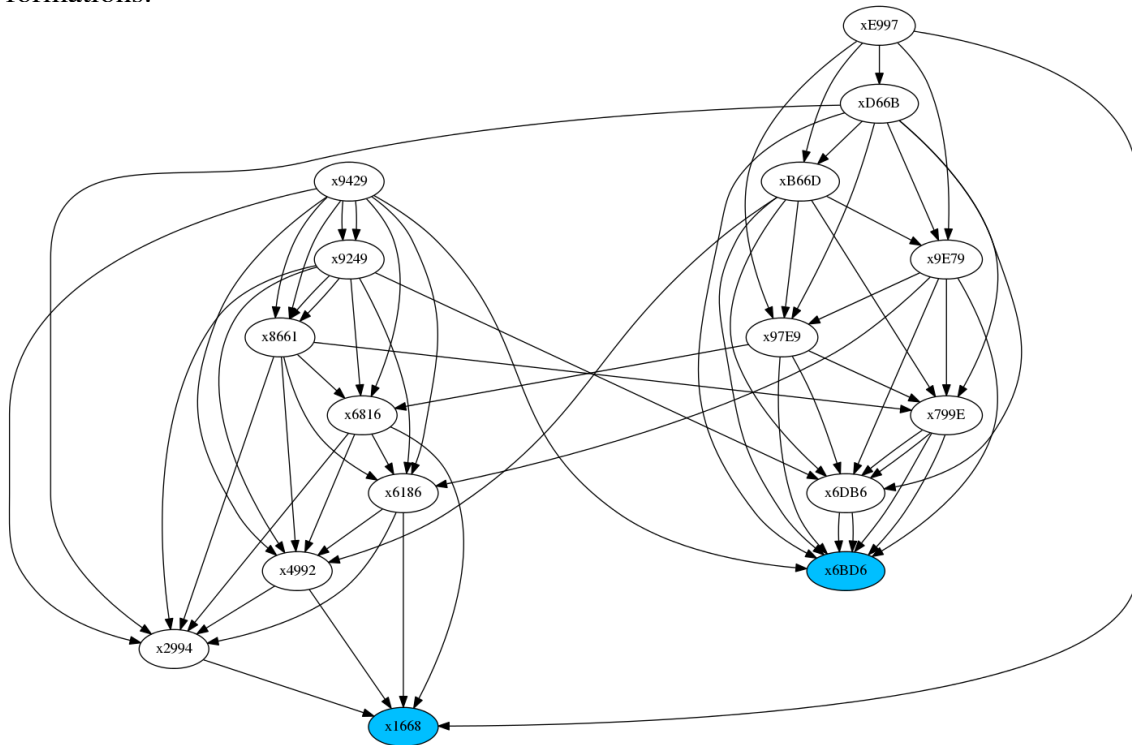 formations.
xE997
xD66B
x9429
xB66D
x9249
x9E79
x8661
x97E9
x6816
x799E
x6186
x6DB6
x4992
x6BD6
x2994
x1668